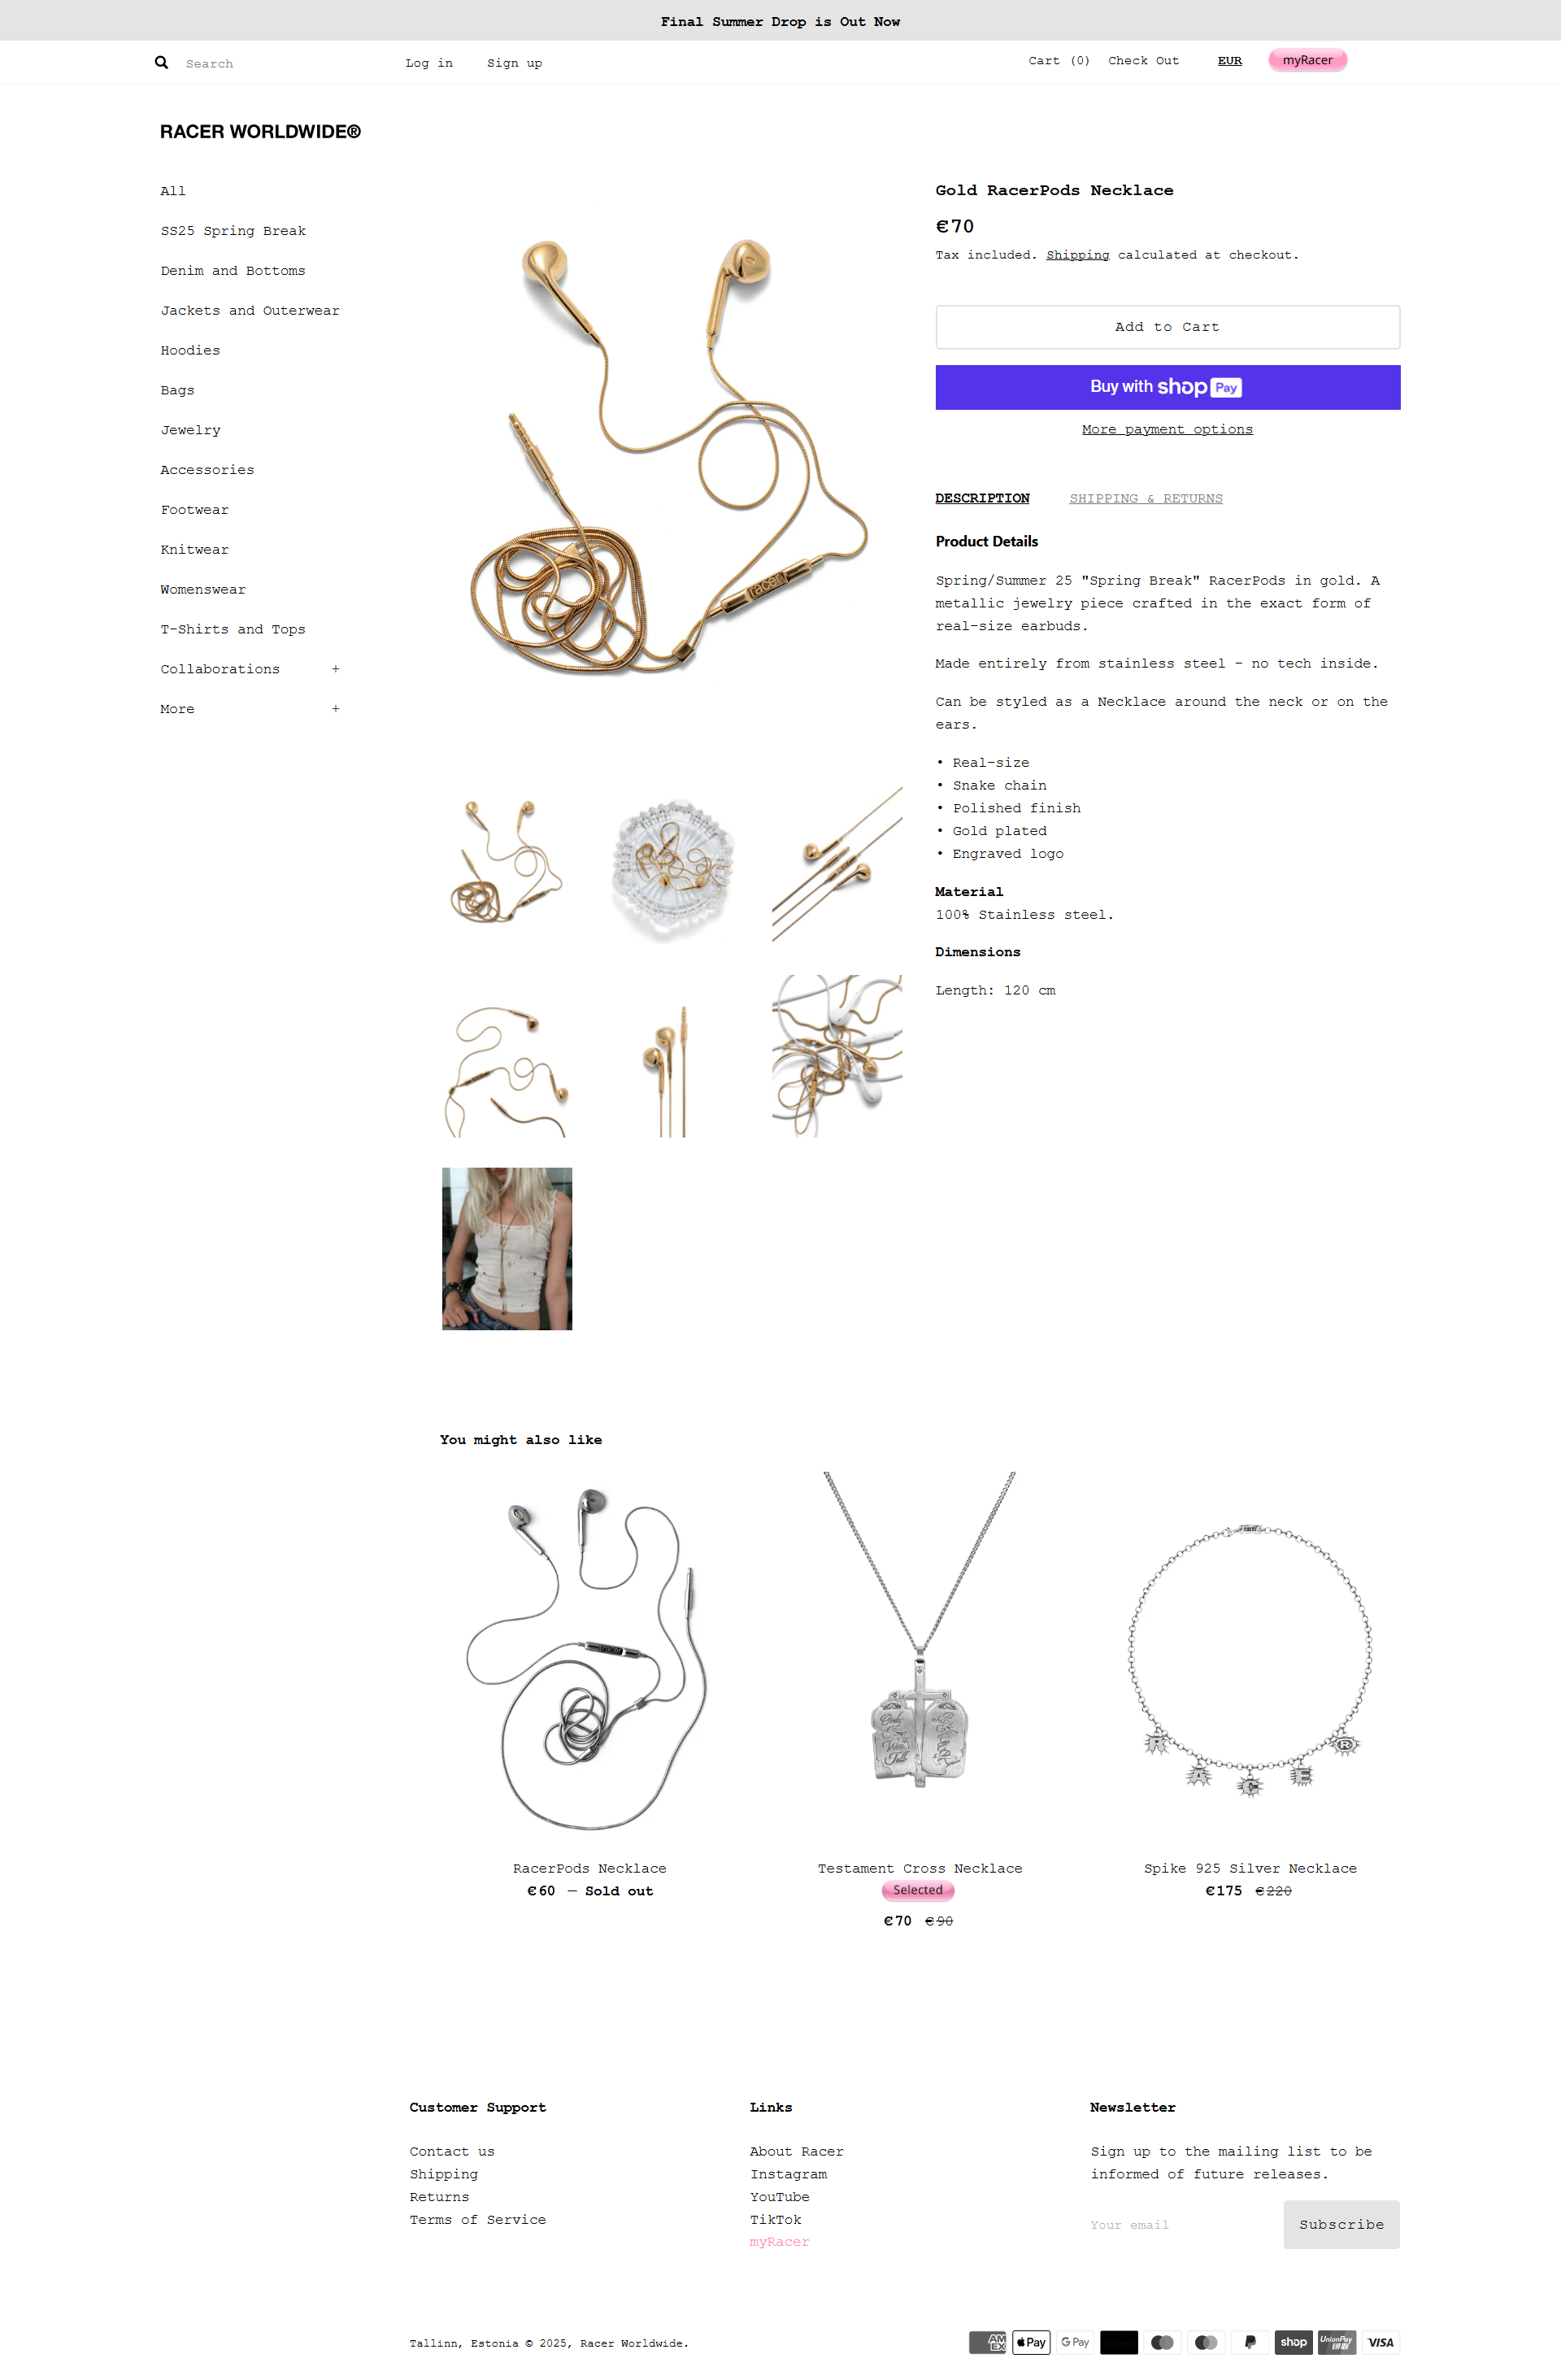 Final Summer Drop is Out Now
Search
Log in
Sign up
Cart (0)
Check Out
EUR
myRacer
RACER WORLDWIDE®
All
SS25 Spring Break
Denim and Bottoms
Jackets and Outerwear
Hoodies
Bags
Jewelry
Accessories
Footwear
Knitwear
Womenswear
T-Shirts and Tops
Collaborations +
More +
racer
Gold RacerPods Necklace
€70
Tax included. Shipping calculated at checkout.
Add to Cart
Buy with shop Pay
More payment options
DESCRIPTION
SHIPPING & RETURNS
Product Details
Spring/Summer 25 "Spring Break" RacerPods in gold. A
metallic jewelry piece crafted in the exact form of
real-size earbuds.
Made entirely from stainless steel - no tech inside.
Can be styled as a Necklace around the neck or on the
ears.
• Real-size
• Snake chain
• Polished finish
• Gold plated
• Engraved logo
Material
100% Stainless steel.
Dimensions
Length: 120 cm
You might also like
racer
Only
R
A
C
E
R
RacerPods Necklace
€60 — Sold out
Testament Cross Necklace
Selected
€70 €90
Spike 925 Silver Necklace
€175 €220
Customer Support
Contact us
Shipping
Returns
Terms of Service
Links
About Racer
Instagram
YouTube
TikTok
myRacer
Newsletter
Sign up to the mailing list to be
informed of future releases.
Your email
Subscribe
Tallinn, Estonia © 2025, Racer Worldwide.
AMEX
Pay
G Pay
shop
UnionPay
银联
VISA